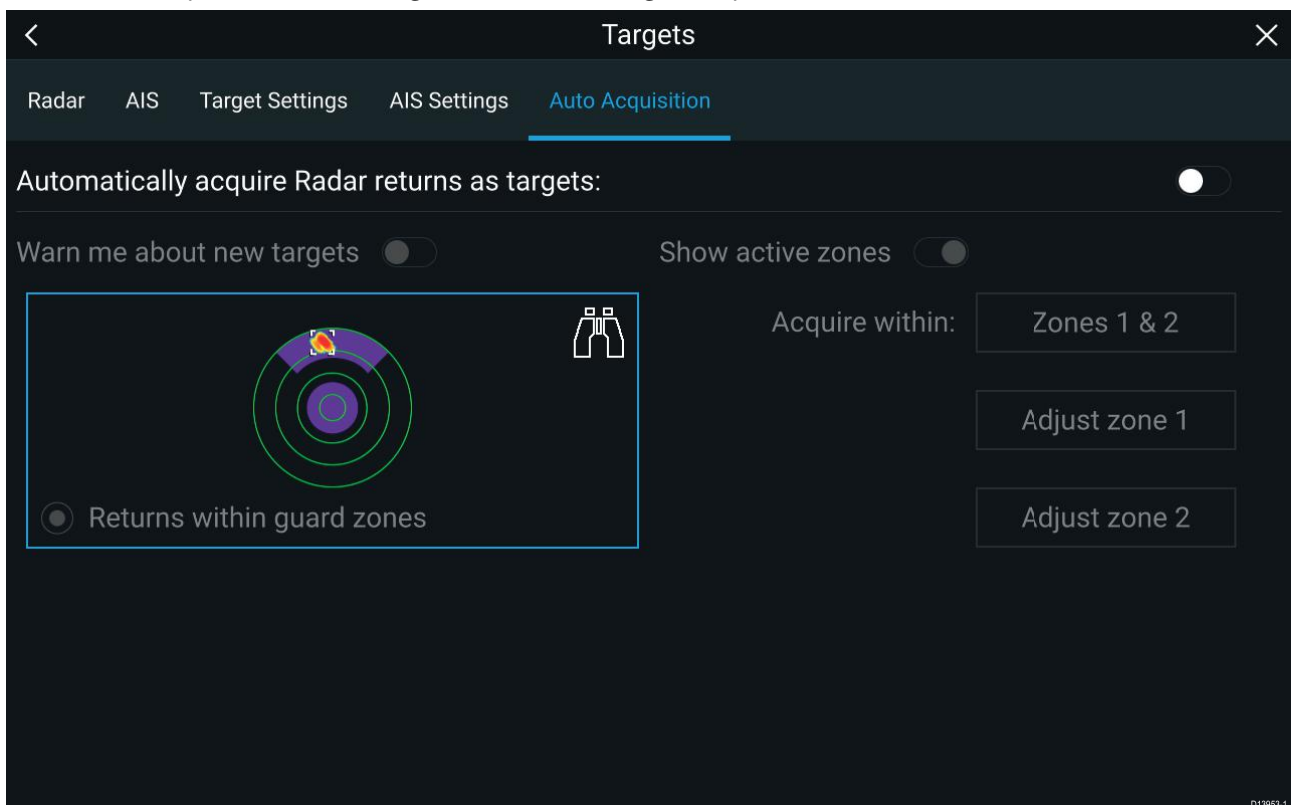 Targets
Radar AIS Target Settings AIS Settings Auto Acquisition
Automatically acquire Radar returns as targets:
Warn me about new targets Show active zones
Acquire within: Zones 1 & 2
Adjust zone 1
Returns within guard zones Adjust zone 2
D13953-1